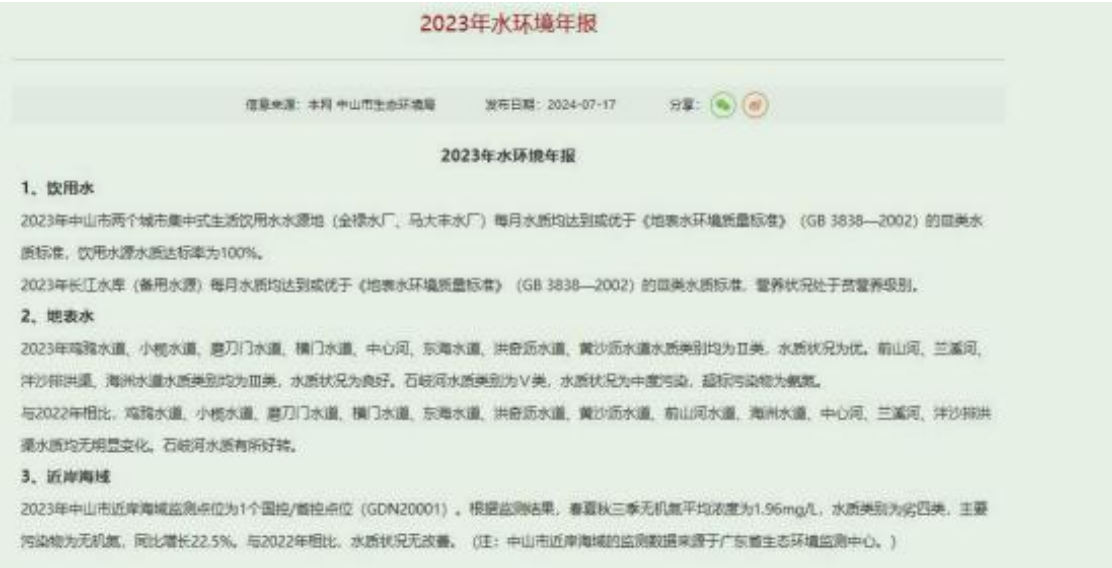 2023年水环境年报
信息来源：本网 中山市生态环境局 发布日期：2024-07-17 分享：
2023年水环境年报
1、饮用水
2023年中山市两个城市集中式生活饮用水水源地（全禄水厂、马大丰水厂）每月水质均达到或优于《地表水环境质量标准》（GB 3838—2002）的Ⅲ类水
质标准，饮用水源水质达标率为100%。
2023年长江水库（备用水源）每月水质均达到或优于《地表水环境质量标准》（GB 3838—2002）的Ⅲ类水质标准，营养状况处于贫营养级别。
2、地表水
2023年鸡鸦水道、小榄水道、磨刀门水道、横门水道、中心河、东海水道、洪奇沥水道、黄沙沥水道水质类别均为Ⅱ类，水质状况为优。前山河、兰溪河、
泮沙排洪渠、海洲水道水质类别均为Ⅲ类，水质状况为良好。石岐河水质类别为Ⅴ类，水质状况为中度污染，超标污染物为氨氮。
与2022年相比，鸡鸦水道、小榄水道、磨刀门水道、横门水道、东海水道、洪奇沥水道、黄沙沥水道、前山河水道、海洲水道、中心河、兰溪河、泮沙排洪
渠水质均无明显变化。石岐河水质有所好转。
3、近岸海域
2023年中山市近岸海域监测点位为1个国控/省控点位（GDN20001）。根据监测结果，春夏秋三季无机氮平均浓度为1.96mg/L，水质类别为劣四类，主要
污染物为无机氮，同比增长22.5%。与2022年相比，水质状况无改善。（注：中山市近岸海域的监测数据来源于广东省生态环境监测中心。）